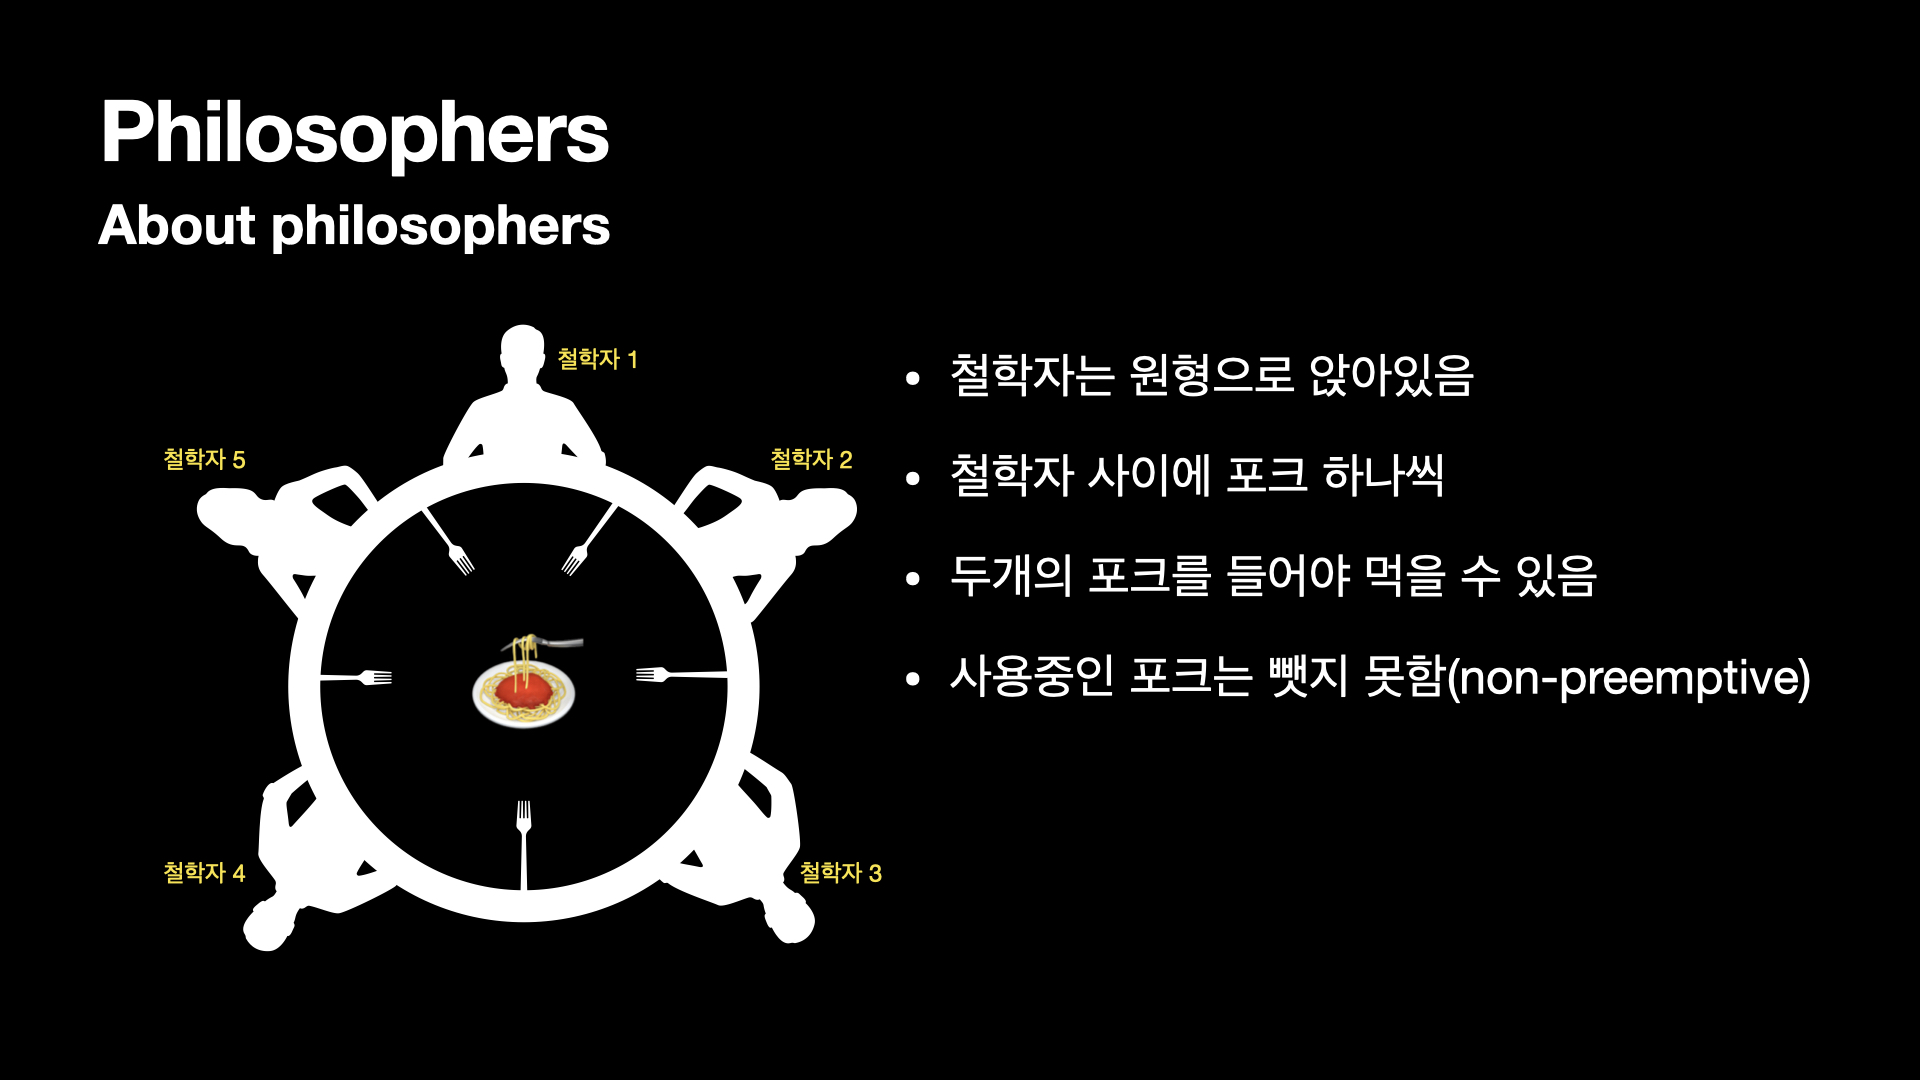 Philosophers
About philosophers
철학자 1
철학자 5
철학자 2
철학자 4
철학자 3
• 철학자는 원형으로 앉아있음
• 철학자 사이에 포크 하나씩
• 두개의 포크를 들어야 먹을 수 있음
• 사용중인 포크는 뺏지 못함(non-preemptive)